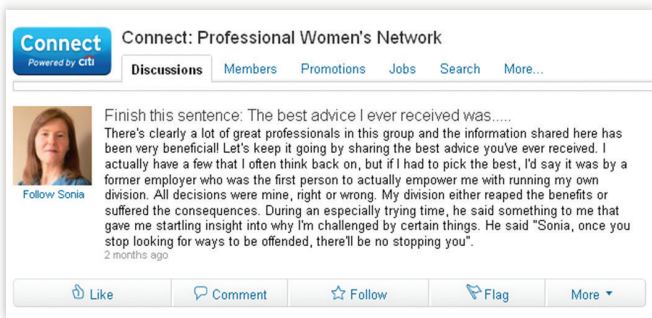 Connect
Powered by citi
Connect: Professional Women's Network
Discussions Members Promotions Jobs Search More...
Finish this sentence: The best advice I ever received was.....
There's clearly a lot of great professionals in this group and the information shared here has
been very beneficial! Let's keep it going by sharing the best advice you've ever received. I
actually have a few that I often think back on, but if I had to pick the best, I'd say it was by a
former employer who was the first person to actually empower me with running my own
division. All decisions were mine, right or wrong. My division either reaped the benefits or
suffered the consequences. During an especially trying time, he said something to me that
gave me startling insight into why I'm challenged by certain things. He said "Sonia, once you
stop looking for ways to be offended, there'll be no stopping you".
2 months ago
Follow Sonia
Like Comment Follow Flag More